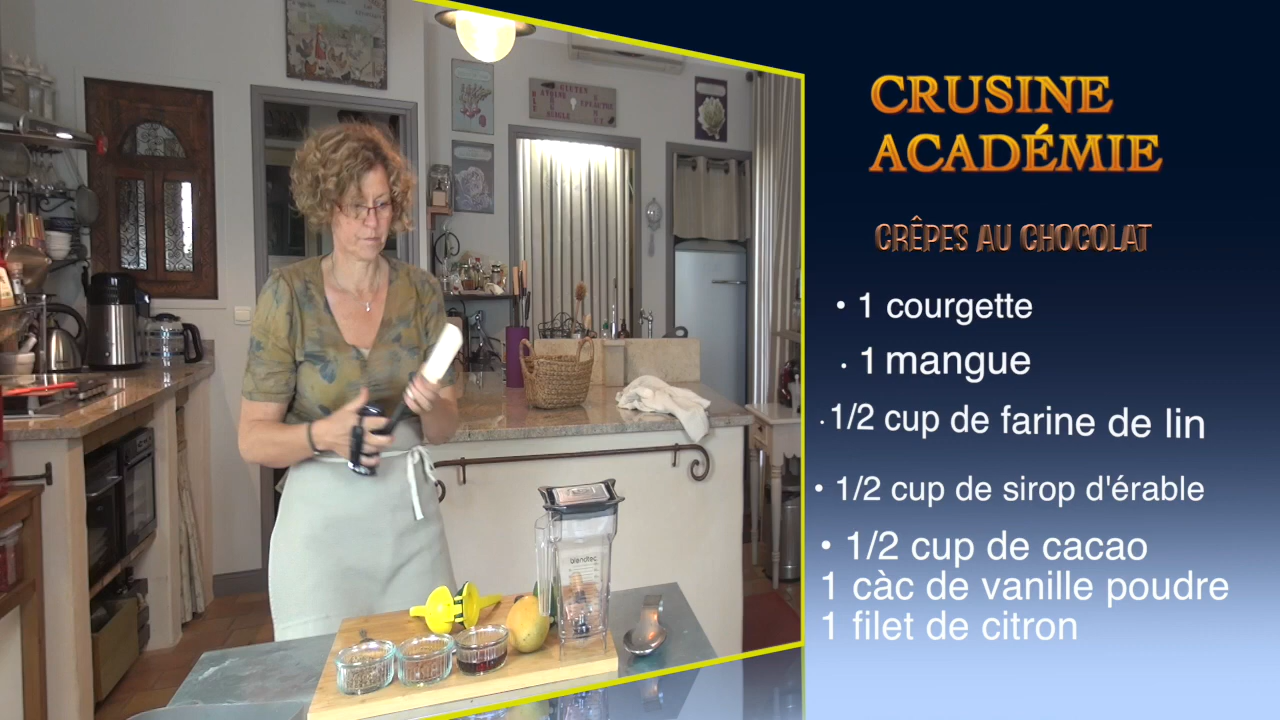 CRUSINE
ACADÉMIE
CRÊPES AU CHOCOLAT
• 1 courgette
• 1 mangue
• 1/2 cup de farine de lin
• 1/2 cup de sirop d'érable
• 1/2 cup de cacao
1 càc de vanille poudre
1 filet de citron
blendtec